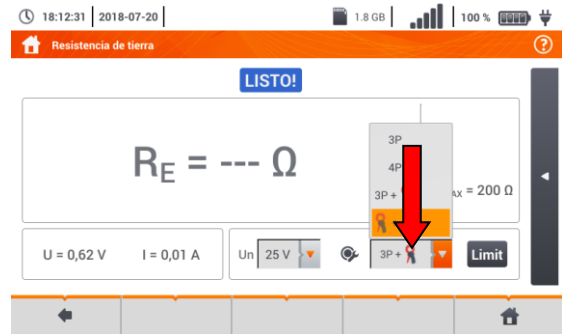 18:12:31 2018-07-20 1.8 GB 100 %
Resistencia de tierra ?
LISTO!
3P
4P
RE = --- Ω
3P + = 200 Ω
U = 0,62 V I = 0,01 A Un 25 V 3P + Limit